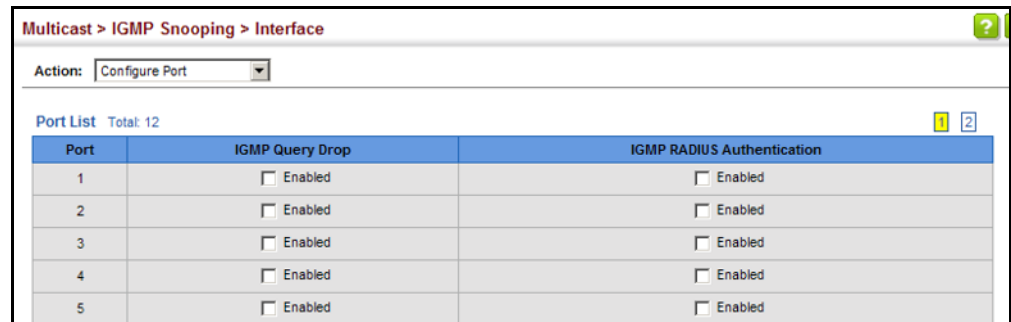 Multicast > IGMP Snooping > Interface
?
Action: Configure Port
Port List Total: 12 1 2
Port IGMP Query Drop IGMP RADIUS Authentication
1 Enabled Enabled
2 Enabled Enabled
3 Enabled Enabled
4 Enabled Enabled
5 Enabled Enabled